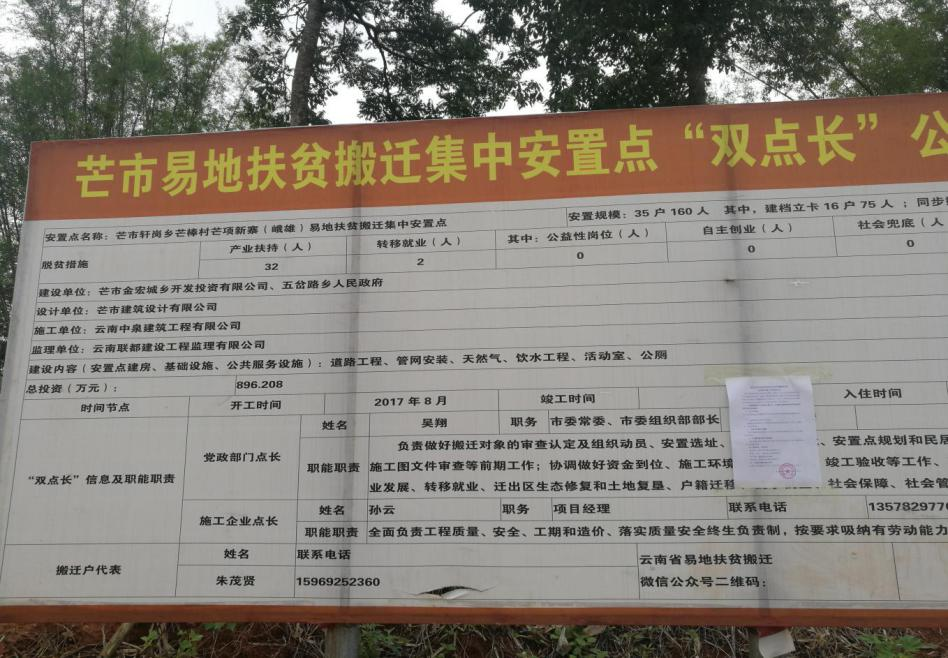 芒市易地扶贫搬迁集中安置点“双点长”公
安置点名称：芒市轩岗乡芒棒村芒项新寨（峨雄）易地扶贫搬迁集中安置点
安置规模：35户160人 其中，建档立卡16户75人；同步
脱贫措施
产业扶持（人） 转移就业（人） 其中：公益性岗位（人） 自主创业（人） 社会兜底（人）
32 2 0 0 0
建设单位：芒市金宏城乡开发投资有限公司、五岔路乡人民政府
设计单位：芒市建筑设计有限公司
施工单位：云南中泉建筑工程有限公司
监理单位：云南联都建设工程监理有限公司
建设内容（安置点建房、基础设施、公共服务设施）：道路工程、管网安装、天然气、饮水工程、活动室、公厕
总投资（万元）： 896.208
时间节点 开工时间 2017年8月 竣工时间 入住时间
“双点长”信息及职能职责
党政部门点长
姓名 吴翔 职务 市委常委、市委组织部部长
职能职责
负责做好搬迁对象的审查认定及组织动员、安置选址、 安置点规划和民居
施工图文件审查等前期工作；协调做好资金到位、施工环境 竣工验收等工作、
业发展、转移就业、迁出区生态修复和土地复垦、户籍迁移 社会保障、社会管
施工企业点长
姓名 孙云 职务 项目经理 联系电话 1357829770
职能职责 全面负责工程质量、安全、工期和造价、落实质量安全终生负责制，按要求吸纳有劳动能力
搬迁户代表
姓名 联系电话
朱茂贤 15969252360
云南省易地扶贫搬迁
微信公众号二维码：